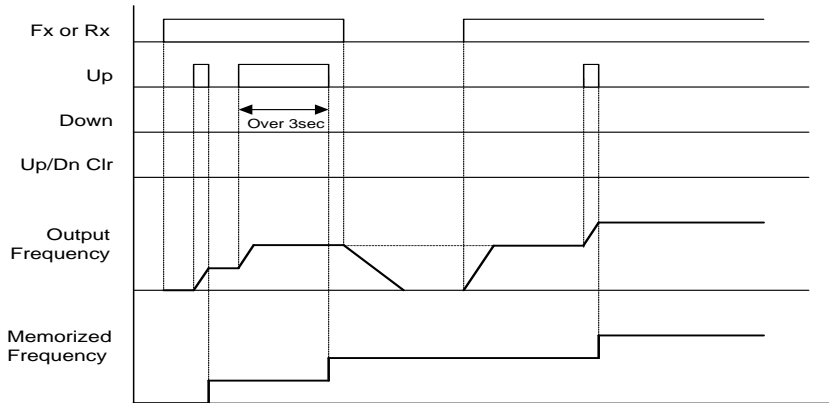 Fx or Rx
Up
Down
Over 3sec
Up/Dn Clr
Output
Frequency
Memorized
Frequency